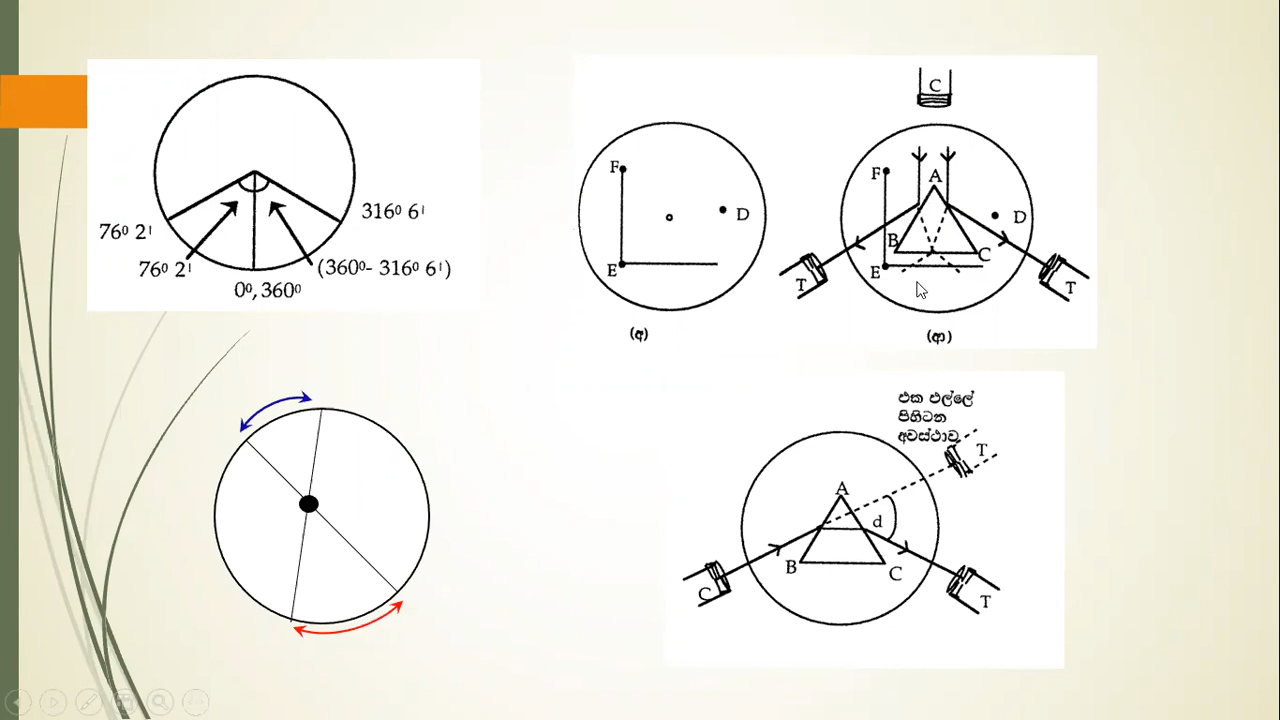 76⁰ 2ˡ
316⁰ 6ˡ
76⁰ 2ˡ
(360⁰- 316⁰ 6ˡ)
0⁰, 360⁰
F
D
E
(අ)
C
F
A
D
B
C
E
T
T
(ආ)
එක එල්ලේ
පිහිටන
අවස්ථාව
T
A
d
B
C
C
T